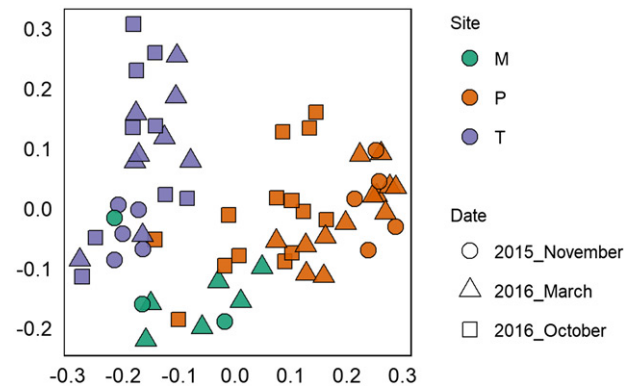 0.3
0.2
0.1
0.0
-0.1
-0.2
-0.3 -0.2 -0.1 0.0 0.1 0.2 0.3
Site
M
P
T
Date
2015_November
2016_March
2016_October